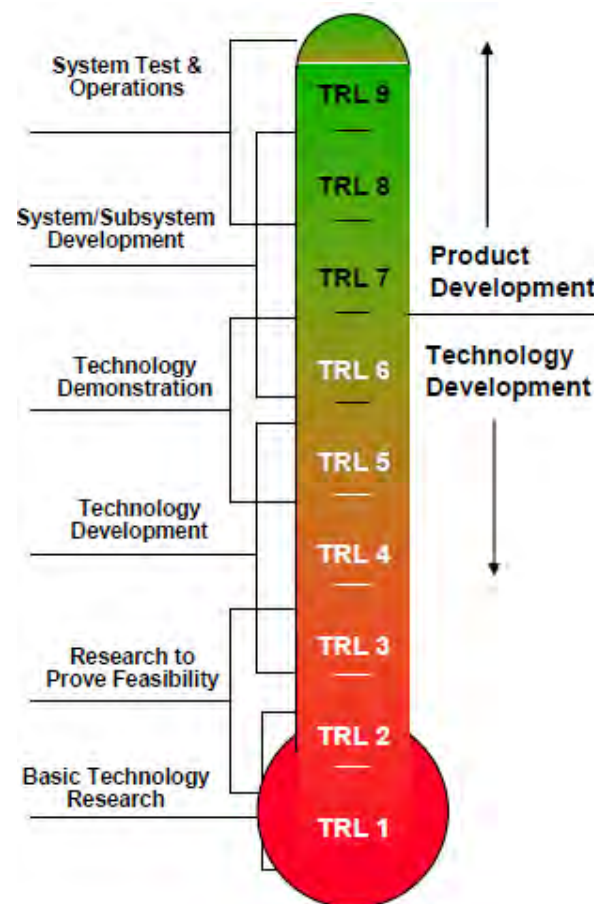 System Test &
Operations
System/Subsystem
Development
Technology
Demonstration
Technology
Development
Research to
Prove Feasibility
Basic Technology
Research
TRL 9
TRL 8
TRL 7
TRL 6
TRL 5
TRL 4
TRL 3
TRL 2
TRL 1
Product
Development
Technology
Development